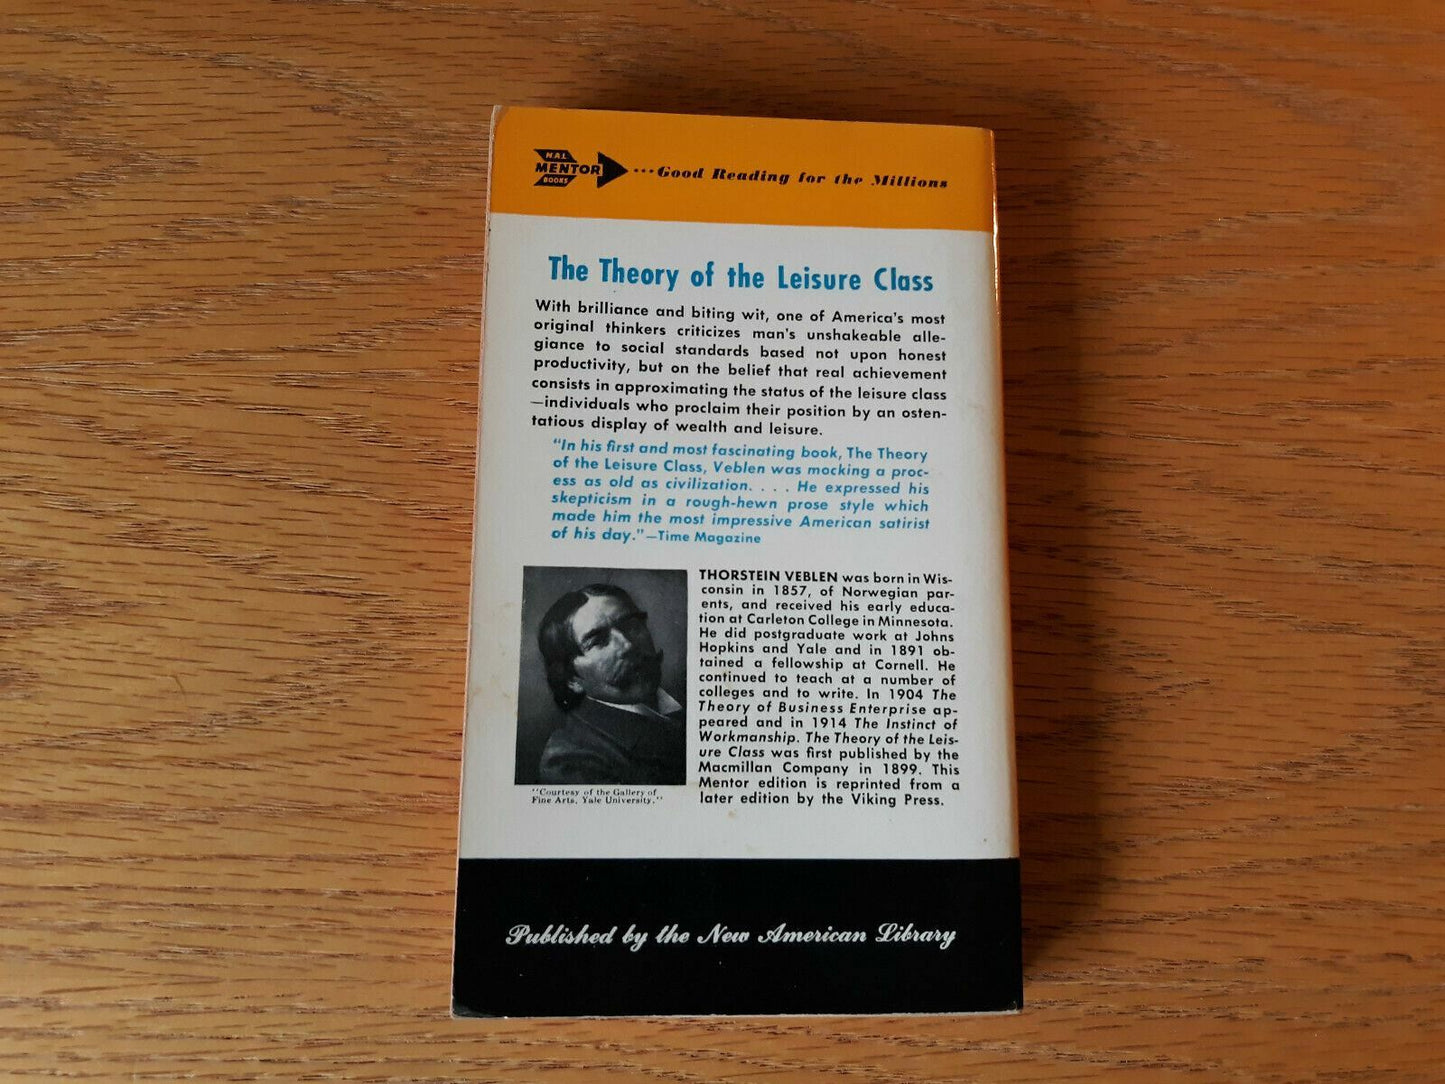 N.A.L
MENTOR
BOOKS
...Good Reading for the Millions
The Theory of the Leisure Class
With brilliance and biting wit, one of America's most
original thinkers criticizes man's unshakeable alle-
giance to social standards based not upon honest
productivity, but on the belief that real achievement
consists in approximating the status of the leisure class
—individuals who proclaim their position by an osten-
tatious display of wealth and leisure.
"In his first and most fascinating book, The Theory
of the Leisure Class, Veblen was mocking a proc-
ess as old as civilization. . . . He expressed his
skepticism in a rough-hewn prose style which
made him the most impressive American satirist
of his day."—Time Magazine
THORSTEIN VEBLEN was born in Wis-
consin in 1857, of Norwegian par-
ents, and received his early educa-
tion at Carleton College in Minnesota.
He did postgraduate work at Johns
Hopkins and Yale and in 1891 ob-
tained a fellowship at Cornell. He
continued to teach at a number of
colleges and to write. In 1904 The
Theory of Business Enterprise ap-
peared and in 1914 The Instinct of
Workmanship. The Theory of the Leis-
ure Class was first published by the
Macmillan Company in 1899. This
Mentor edition is reprinted from a
later edition by the Viking Press.
"Courtesy of the Gallery of
Fine Arts, Yale University."
Published by the New American Library